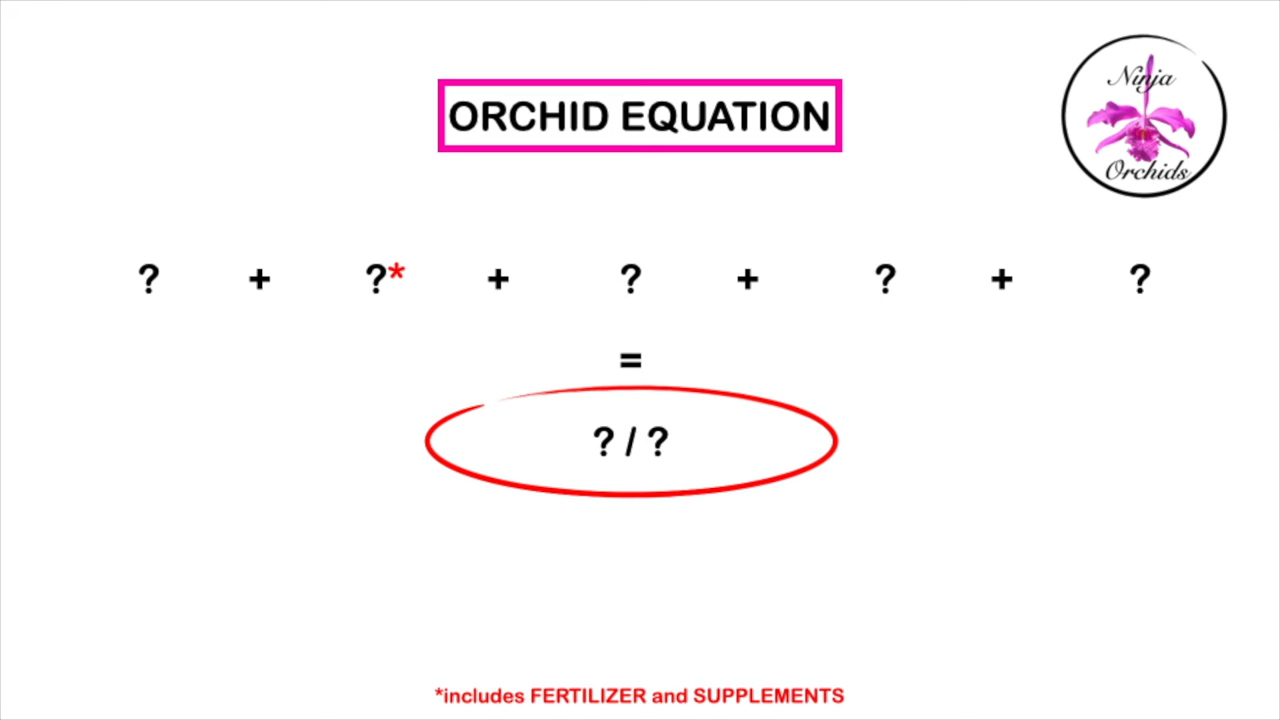 ORCHID EQUATION
Ninja
Orchids
? + ?* + ? + ? + ?
=
? / ?
*includes FERTILIZER and SUPPLEMENTS